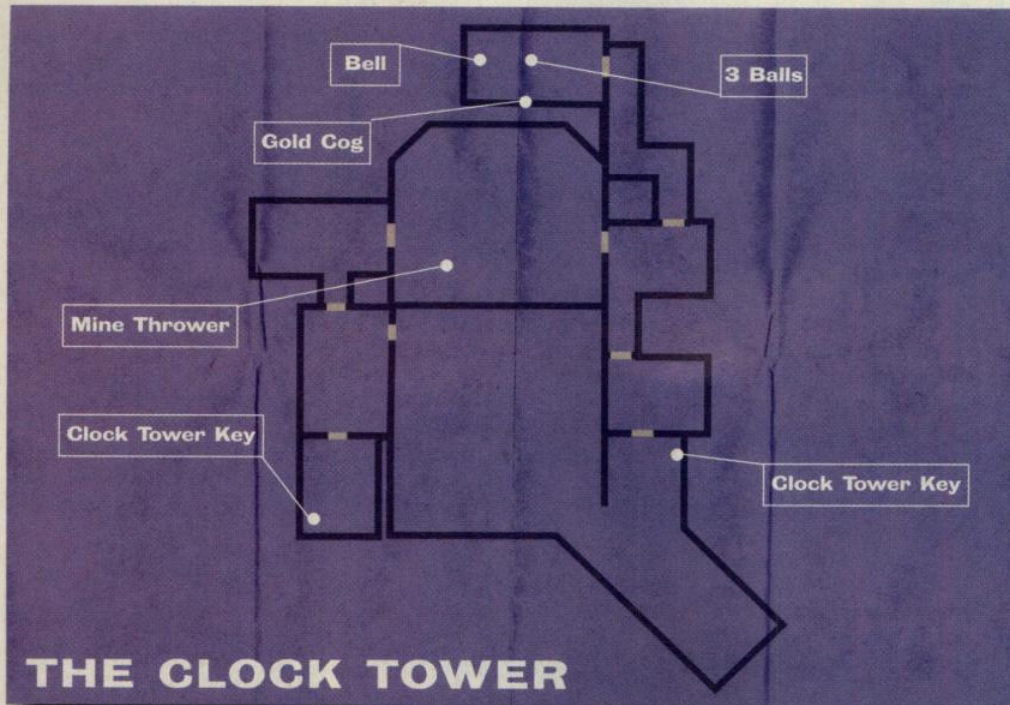 Bell
3 Balls
Gold Cog
Mine Thrower
Clock Tower Key
Clock Tower Key
THE CLOCK TOWER